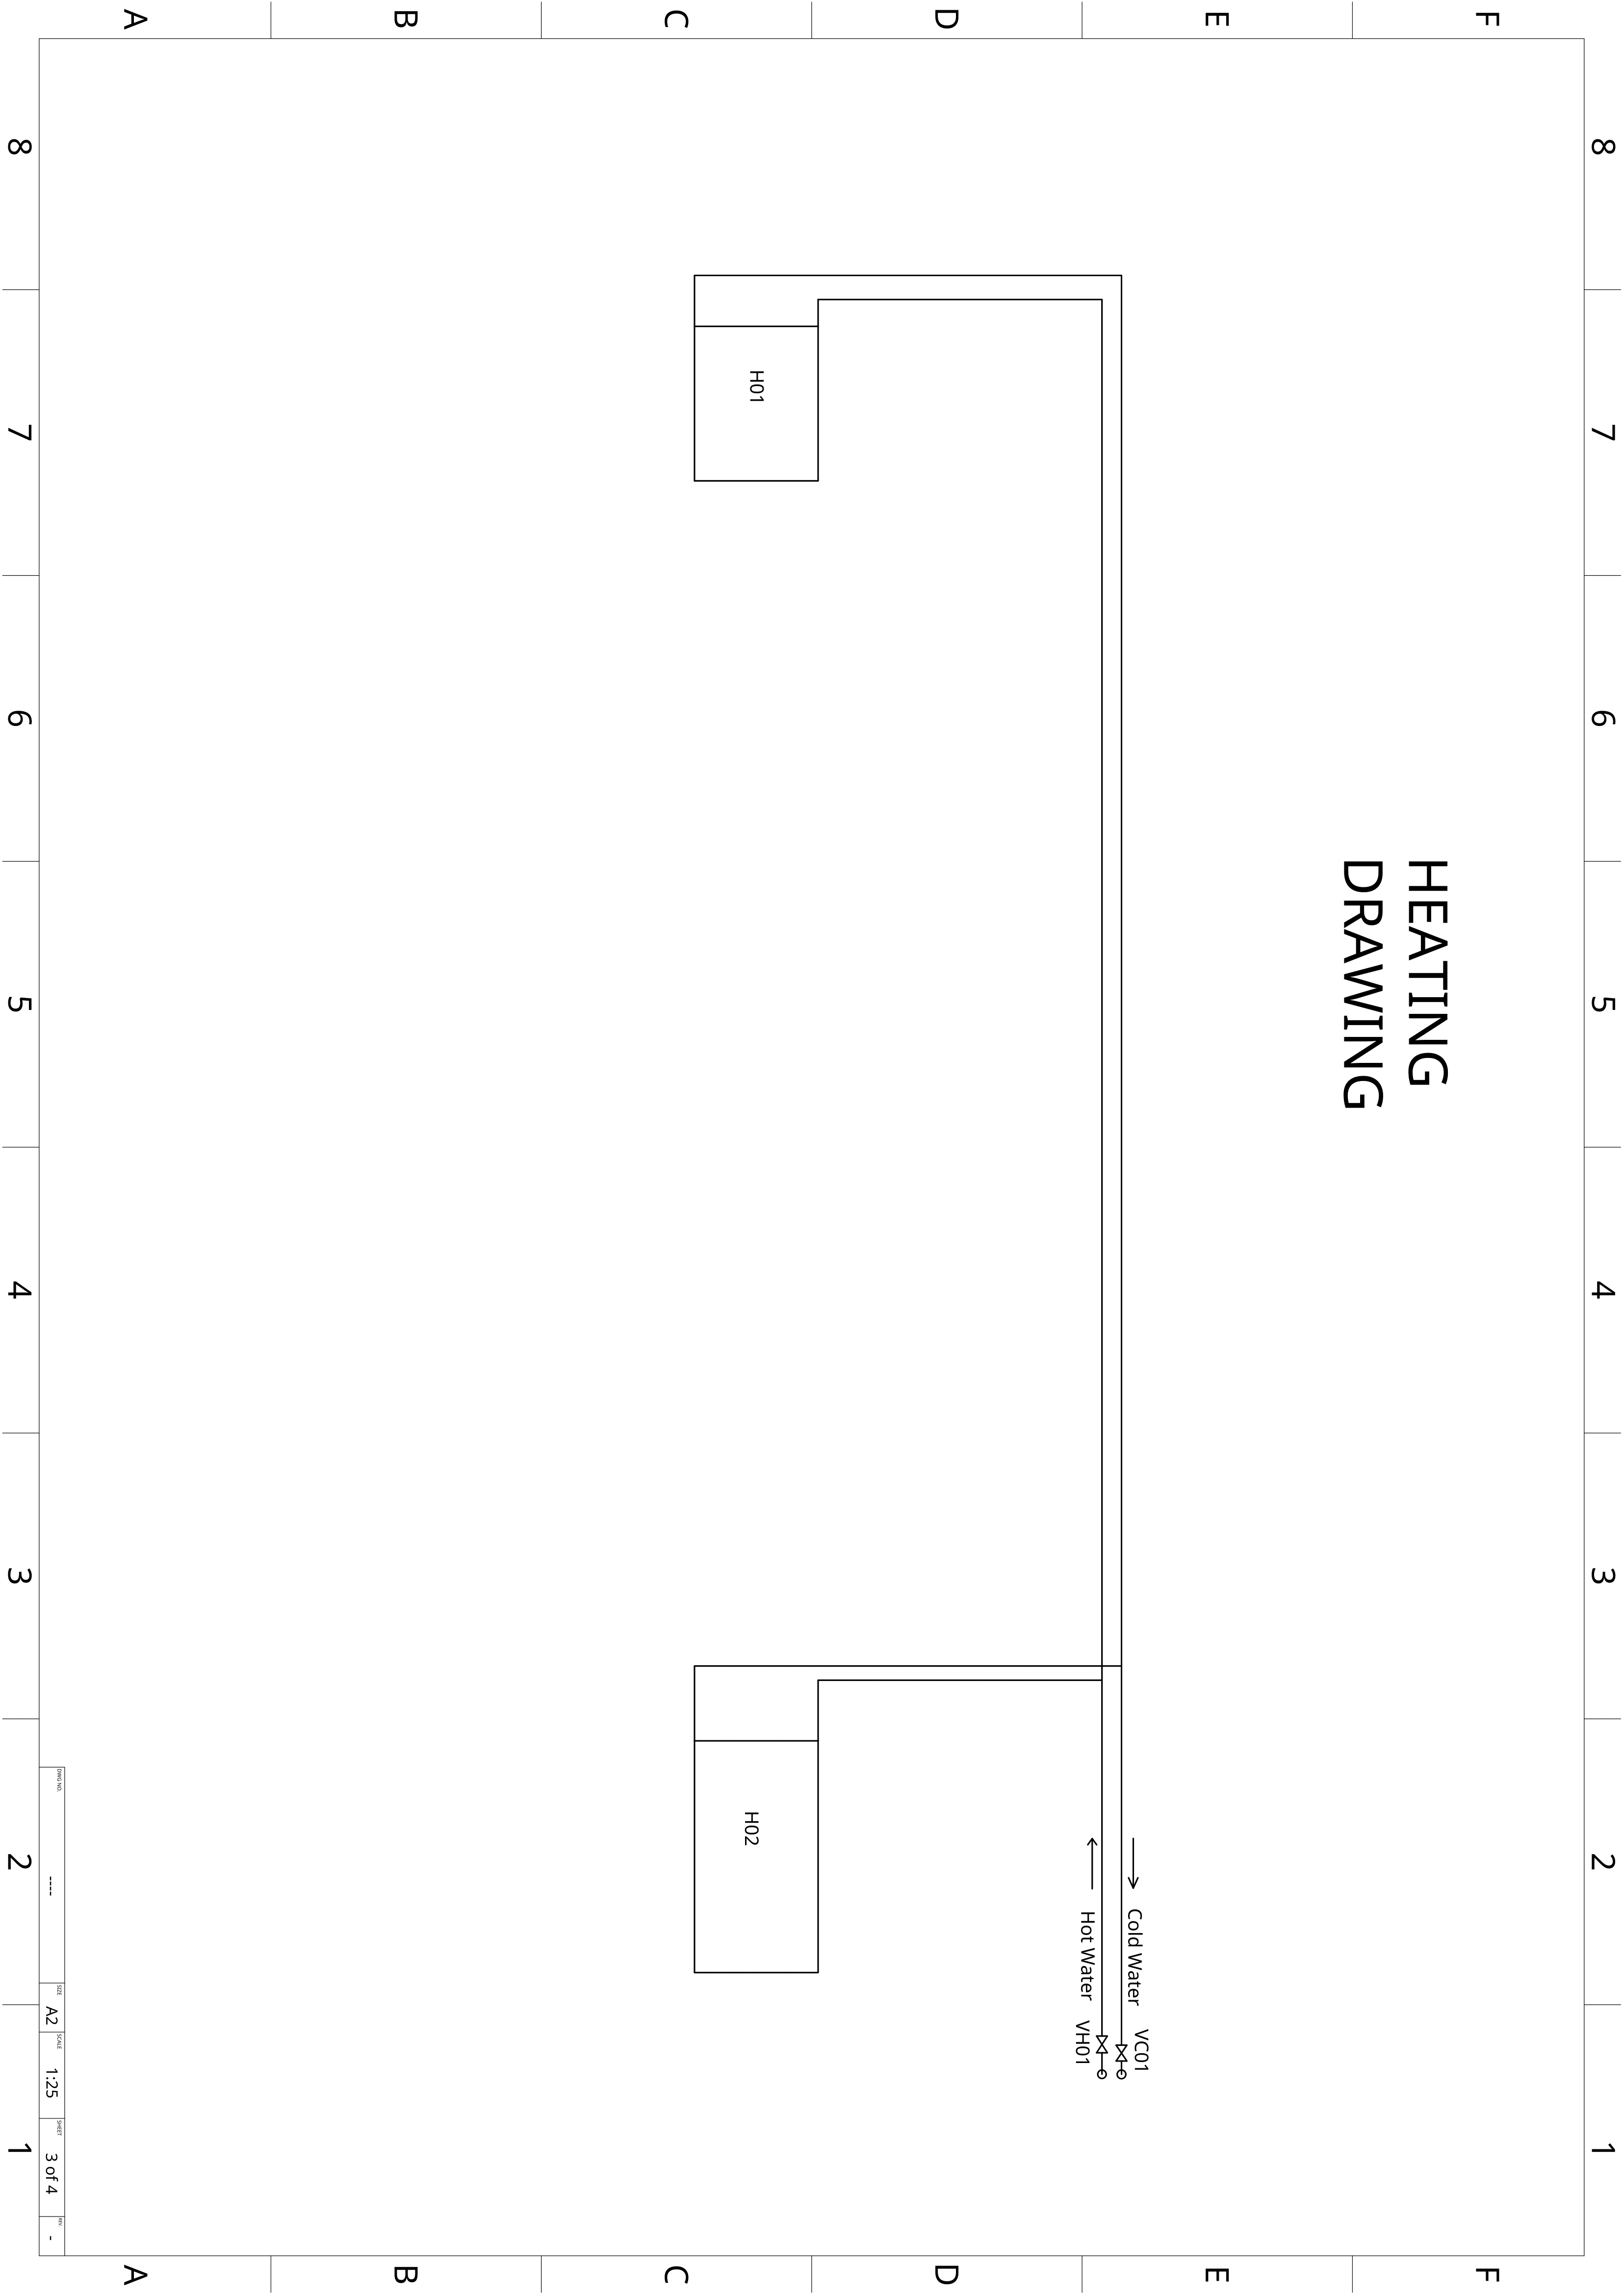 8 7 6 5 4 3 2 1
F F
HEATING
DRAWING
E E
VC01
Cold Water
Hot Water
VH01
D D
H01
H02
C C
B B
A A
DWG NO.
----
SIZE
A2
SCALE
1:25
SHEET
3 of 4
REV.
-
8 7 6 5 4 3 2 1